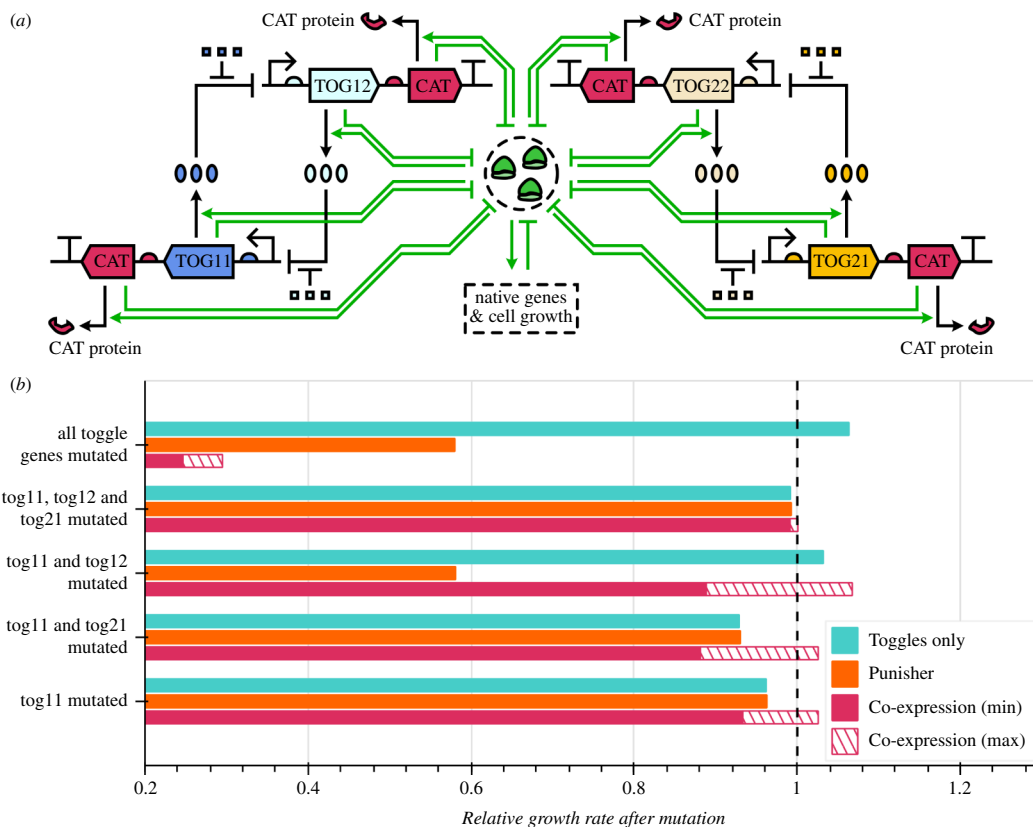 (a)
CAT protein
CAT protein
TOG12
CAT
CAT
TOG22
CAT
TOG11
TOG21
CAT
native genes
& cell growth
CAT protein
CAT protein
(b)
all toggle
genes mutated
tog11, tog12 and
tog21 mutated
tog11 and tog12
mutated
tog11 and tog21
mutated
tog11 mutated
Toggles only
Punisher
Co-expression (min)
Co-expression (max)
0.2
0.4
0.6
0.8
1
1.2
Relative growth rate after mutation